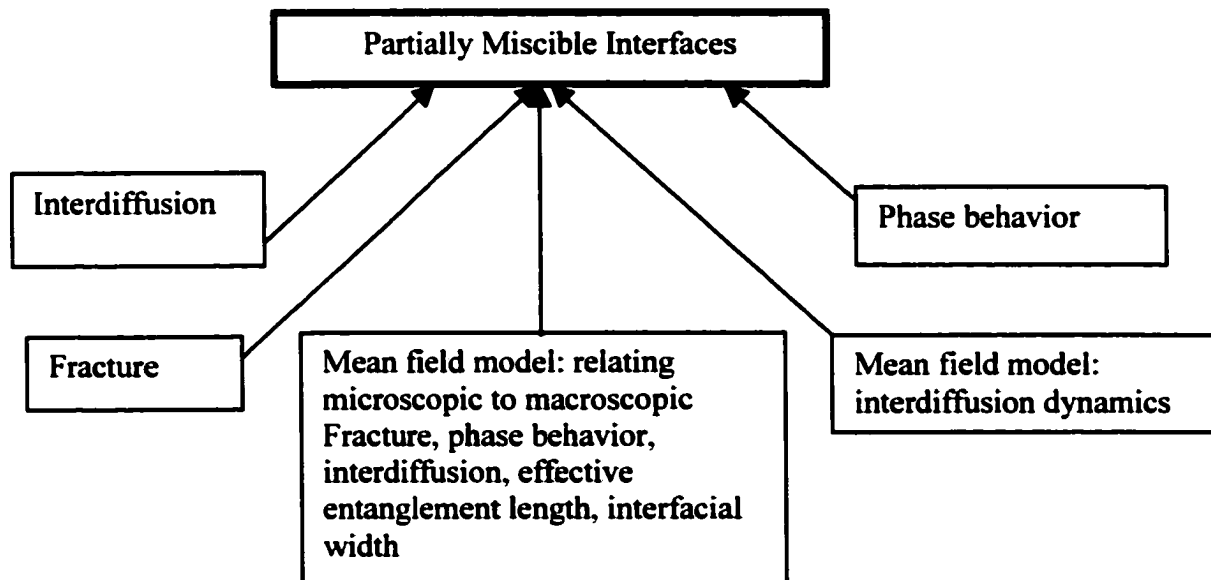 Partially Miscible Interfaces
Interdiffusion
Phase behavior
Fracture
Mean field model: relating
microscopic to macroscopic
Fracture, phase behavior,
interdiffusion, effective
entanglement length, interfacial
width
Mean field model:
interdiffusion dynamics